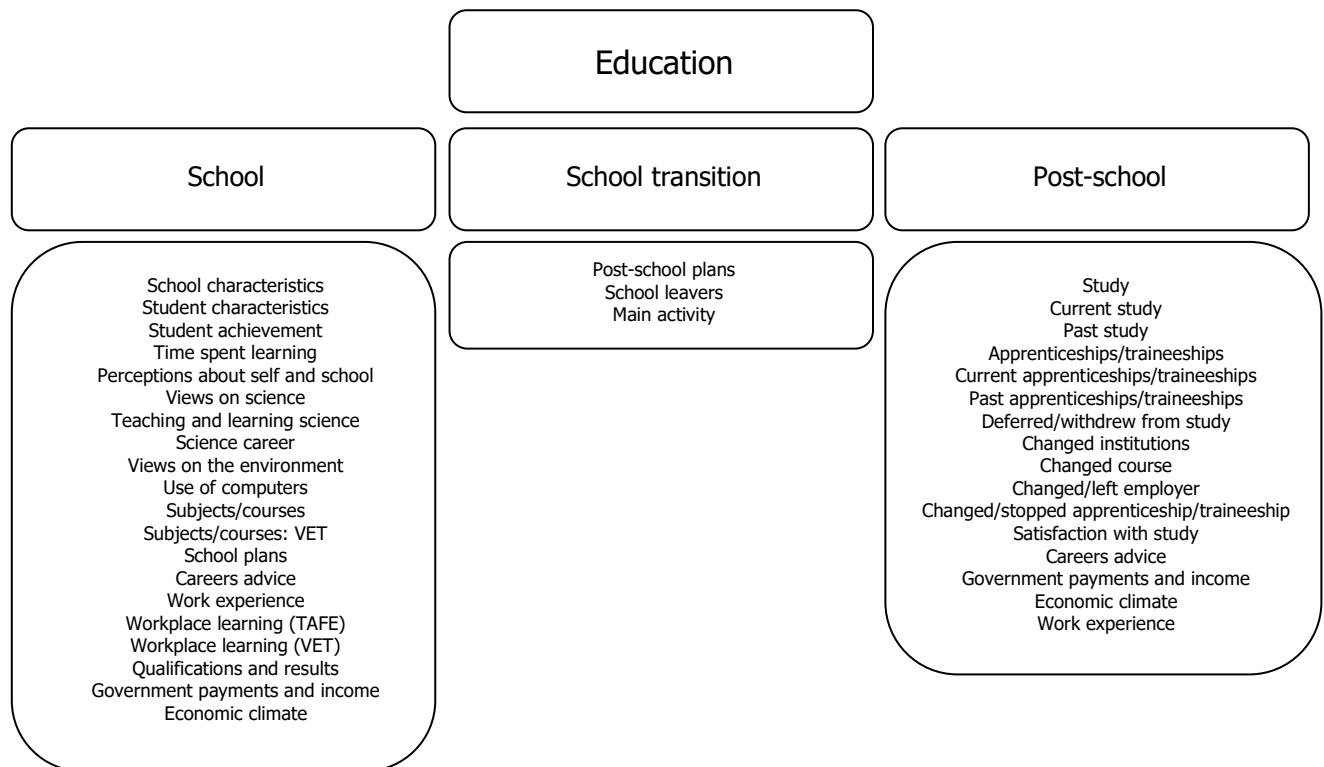 Education
School
School transition
Post-school
School characteristics
Student characteristics
Student achievement
Time spent learning
Perceptions about self and school
Views on science
Teaching and learning science
Science career
Views on the environment
Use of computers
Subjects/courses
Subjects/courses: VET
School plans
Careers advice
Work experience
Workplace learning (TAFE)
Workplace learning (VET)
Qualifications and results
Government payments and income
Economic climate
Post-school plans
School leavers
Main activity
Study
Current study
Past study
Apprenticeships/traineeships
Current apprenticeships/traineeships
Past apprenticeships/traineeships
Deferred/withdrew from study
Changed institutions
Changed course
Changed/left employer
Changed/stopped apprenticeship/traineeship
Satisfaction with study
Careers advice
Government payments and income
Economic climate
Work experience